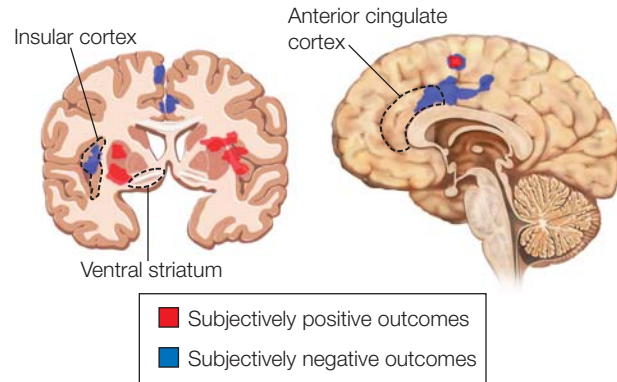 Insular cortex
Anterior cingulate
cortex
Ventral striatum
Subjectively positive outcomes
Subjectively negative outcomes